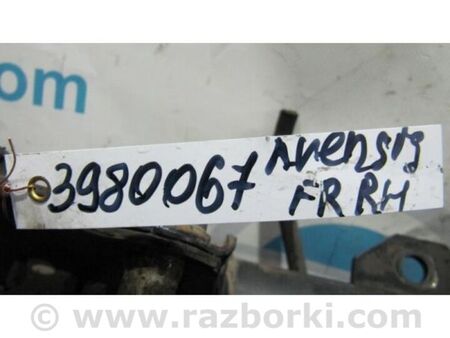 om
3980067 Avensis
FR RH
www.razborki.com